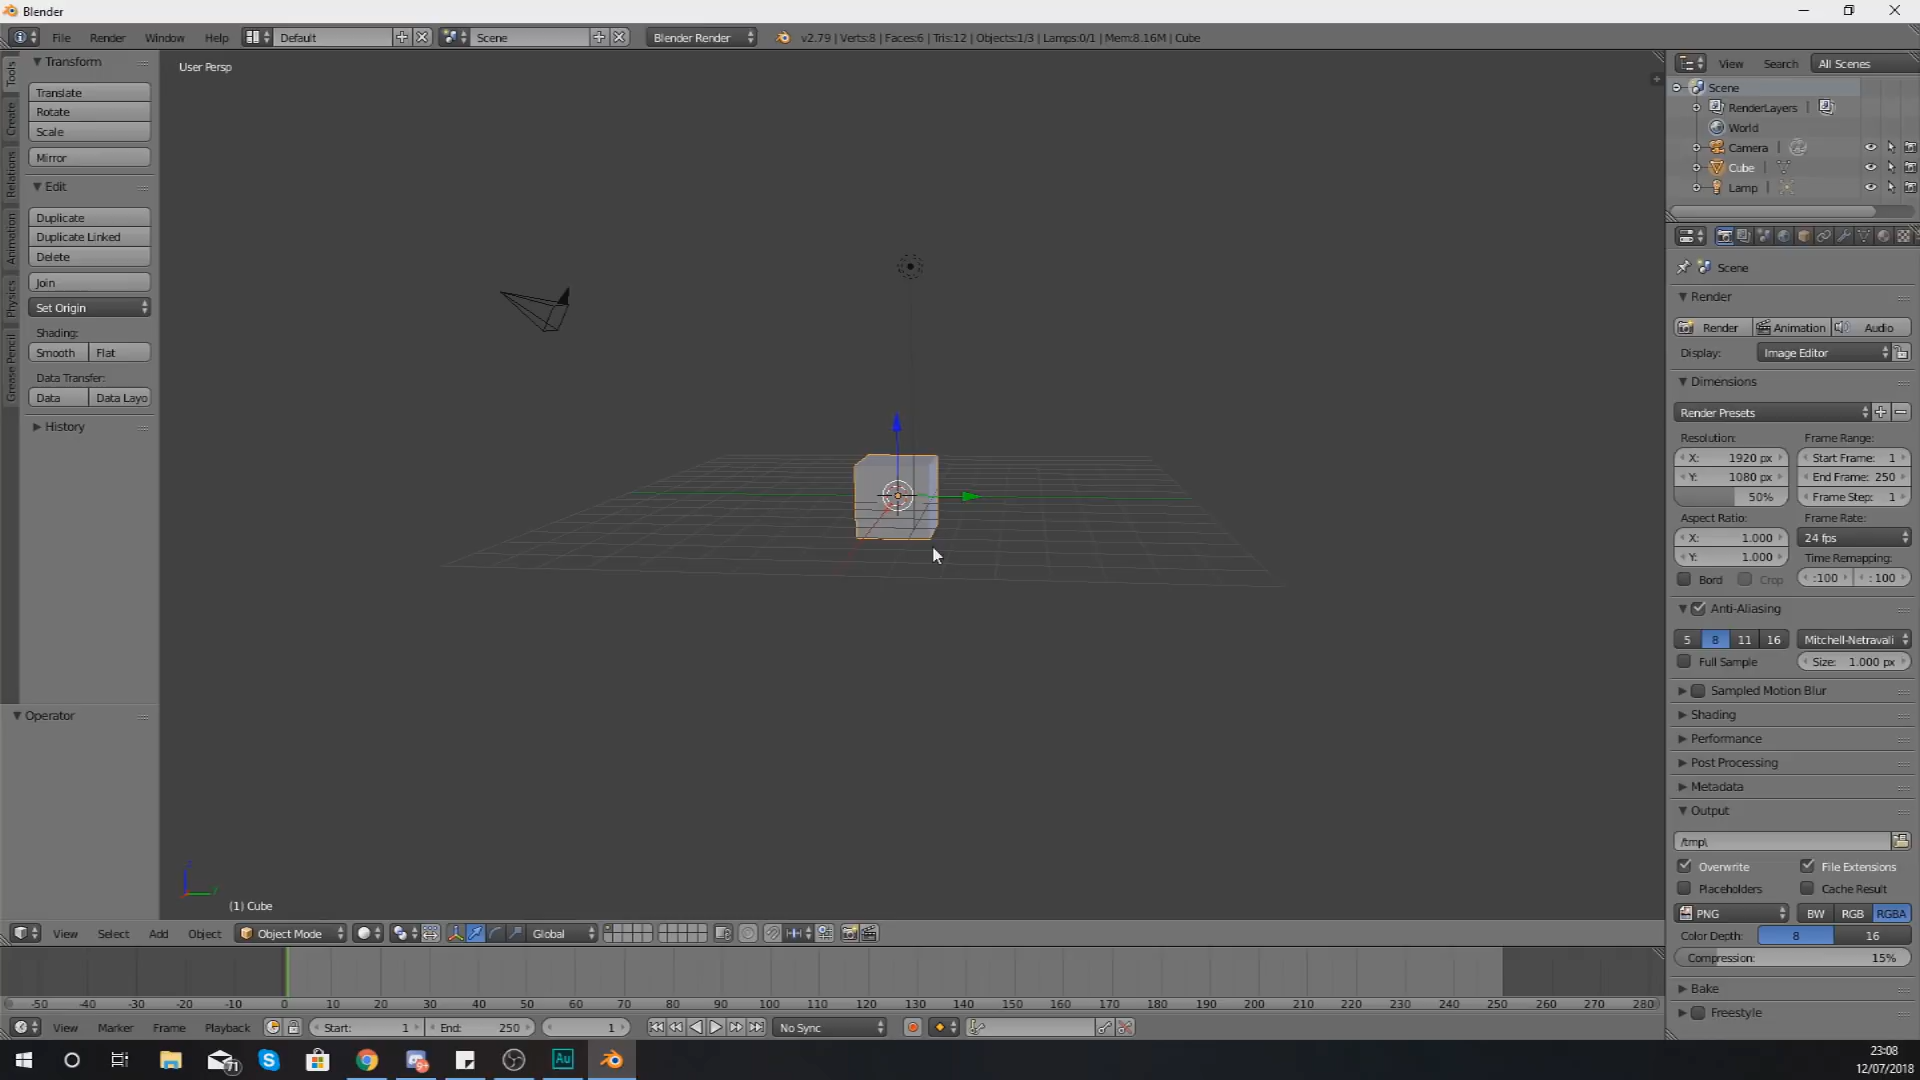 Blender
File Render Window Help Default Scene Blender Render v2.79 | Verts:8 | Faces:6 | Tris:12 | Objects:1/3 | Lamps:0/1 | Mem:8.16M | Cube
Tools
Create
Relations
Animation
Physics
Grease Pencil
Transform
Translate
Rotate
Scale
Mirror
Edit
Duplicate
Duplicate Linked
Delete
Join
Set Origin
Shading:
Smooth Flat
Data Transfer:
Data Data Layo
History
Operator
User Persp
(1) Cube
View Select Add Object Object Mode Global
-50 -40 -30 -20 -10 0 10 20 30 40 50 60 70 80 90 100 110 120 130 140 150 160 170 180 190 200 210 220 230 240 250 260 270 280
View Marker Frame Playback Start: 1 End: 250 1 No Sync
View Search All Scenes
Scene
RenderLayers
World
Camera
Cube
Lamp
Scene
Render
Render Animation Audio
Display: Image Editor
Dimensions
Render Presets
Resolution: Frame Range:
X: 1920 px Start Frame: 1
Y: 1080 px End Frame: 250
50% Frame Step: 1
Aspect Ratio: Frame Rate:
X: 1.000 24 fps
Y: 1.000 Time Remapping:
Bord Crop :100 : 100
Anti-Aliasing
5 8 11 16 Mitchell-Netravali
Full Sample Size: 1.000 px
Sampled Motion Blur
Shading
Performance
Post Processing
Metadata
Output
/tmp\
Overwrite File Extensions
Placeholders Cache Result
PNG BW RGB RGBA
Color Depth: 8 16
Compression: 15%
Bake
Freestyle
71 Au
23:08
12/07/2018